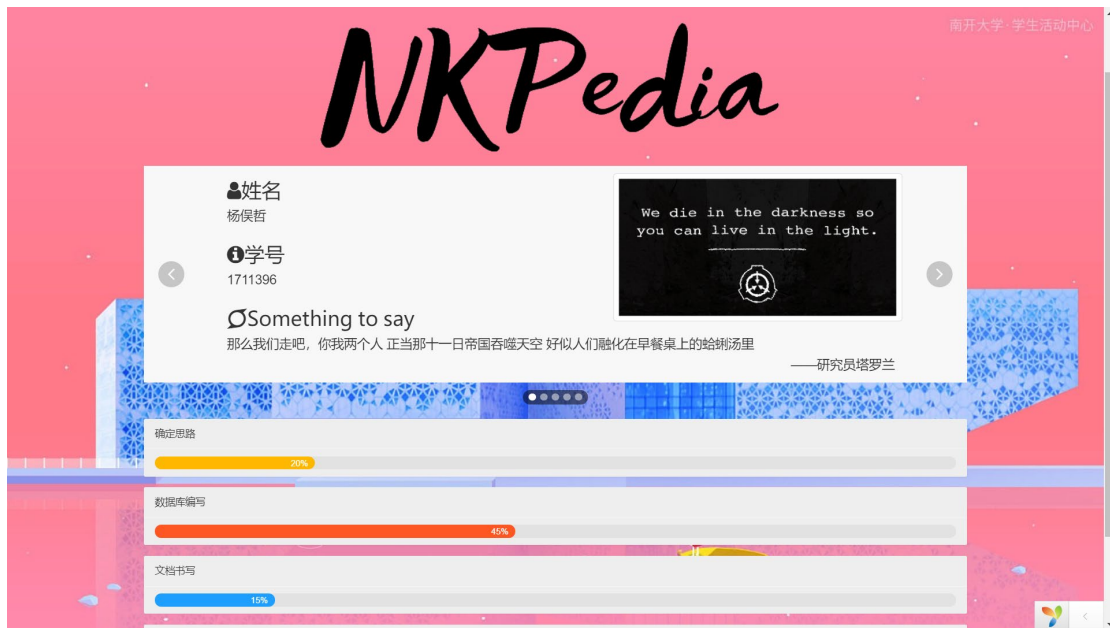 南开大学·学生活动中心
NKPedia
姓名
杨俣哲
学号
1711396
Something to say
那么我们走吧，你我两个人 正当那十一日帝国吞噬天空 好似人们融化在早餐桌上的蛤蜊汤里
——研究员塔罗兰
We die in the darkness so
you can live in the light.
确定思路
20%
数据库编写
45%
文档书写
15%